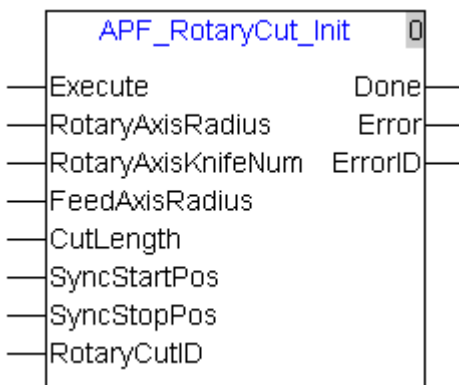 APF_RotaryCut_Init 0
Execute Done
RotaryAxisRadius Error
RotaryAxisKnifeNum ErrorID
FeedAxisRadius
CutLength
SyncStartPos
SyncStopPos
RotaryCutID